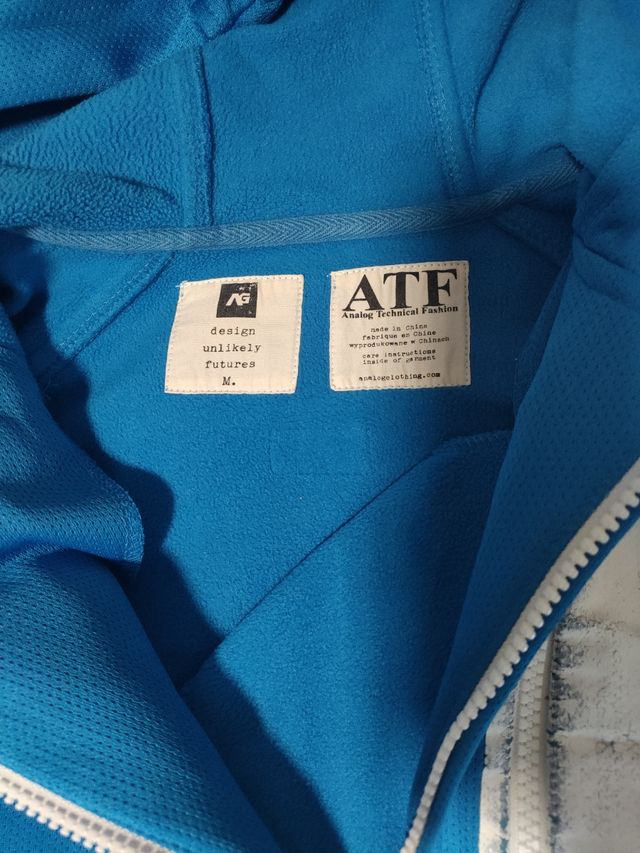 AG
design
unlikely
futures
M.
ATF
Analog Technical Fashion
made in China
fabrique en Chine
wyprodukowane w Chinach
care instructions
inside of garment
analogclothing.com